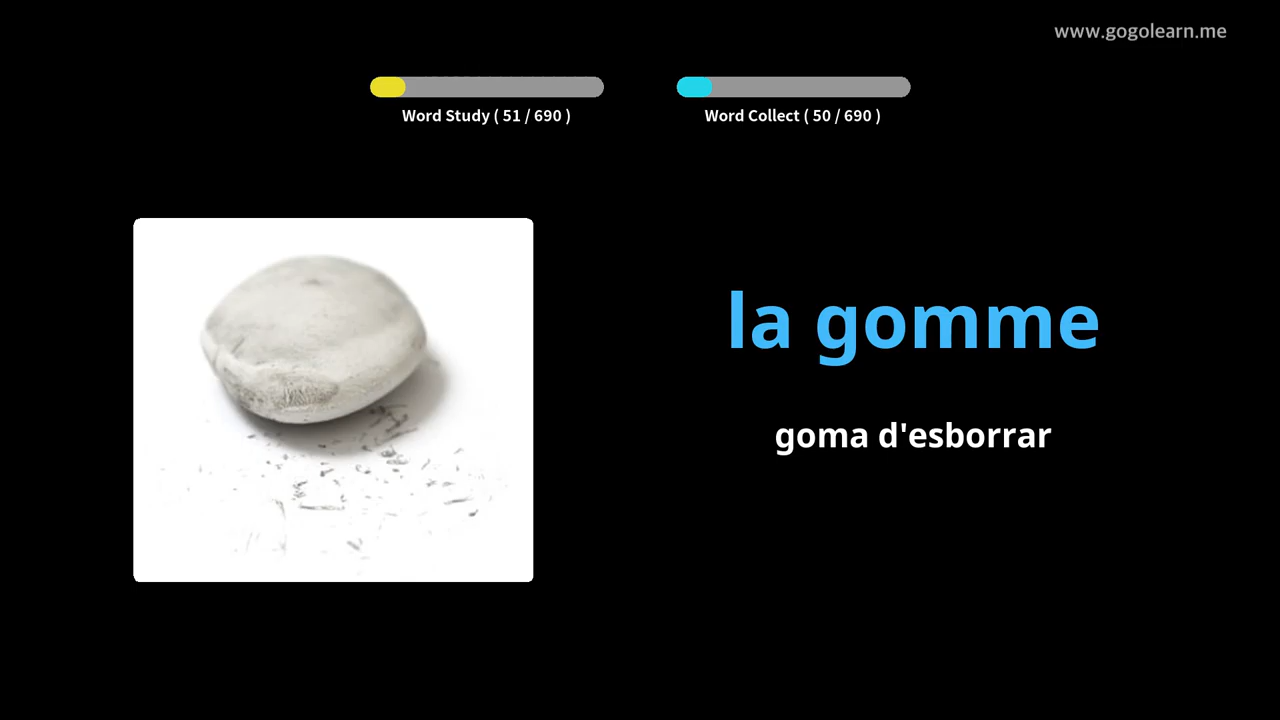 www.gogolearn.me
Word Study ( 51 / 690 )
Word Collect ( 50 / 690 )
la gomme
goma d'esborrar